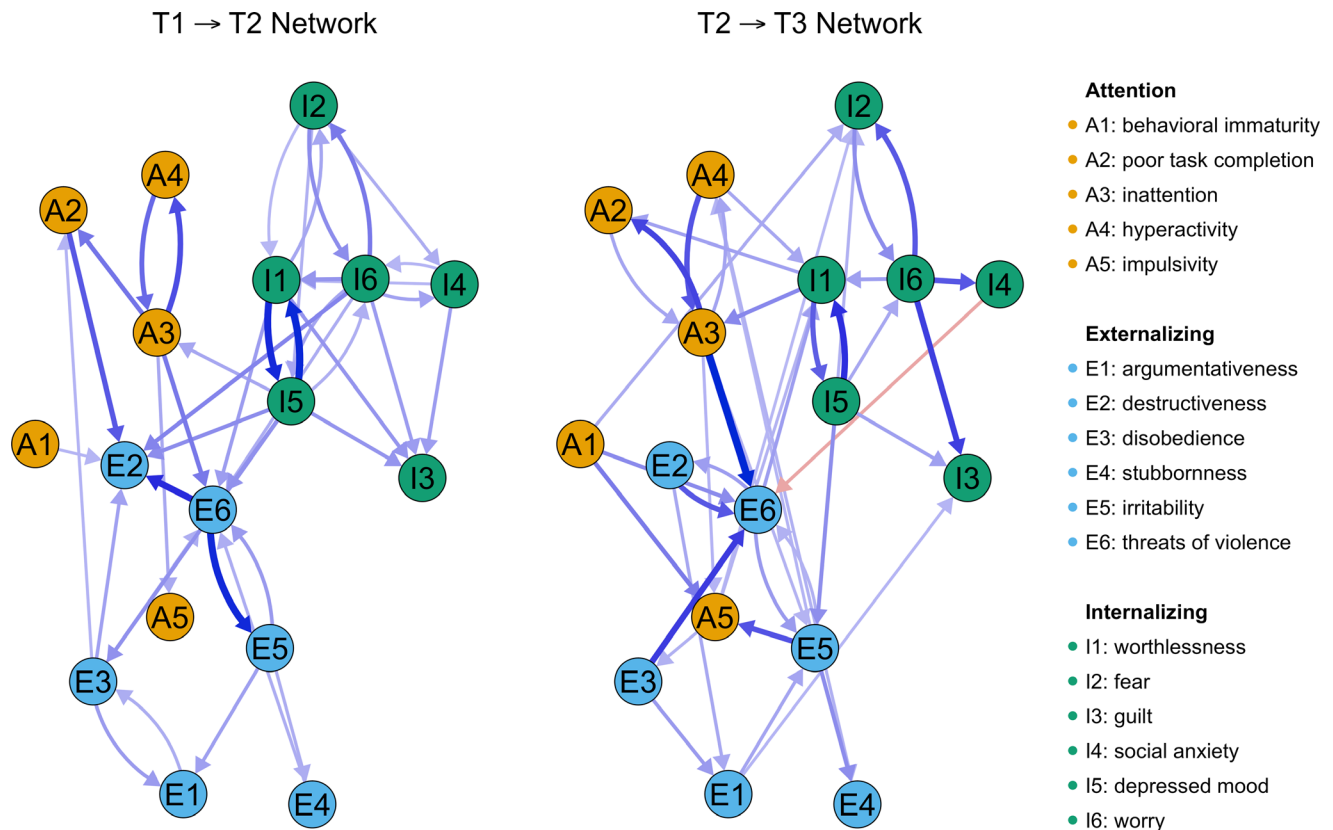 T1 → T2 Network
T2 → T3 Network
I2
A4
A2
I1
I6
I4
A3
I5
A1
E2
I3
E6
A5
E5
E3
E1
E4
I2
A4
A2
I1
I6
I4
A3
I5
A1
E2
I3
E6
A5
E5
E3
E1
E4
Attention
A1: behavioral immaturity
A2: poor task completion
A3: inattention
A4: hyperactivity
A5: impulsivity
Externalizing
E1: argumentativeness
E2: destructiveness
E3: disobedience
E4: stubbornness
E5: irritability
E6: threats of violence
Internalizing
I1: worthlessness
I2: fear
I3: guilt
I4: social anxiety
I5: depressed mood
I6: worry